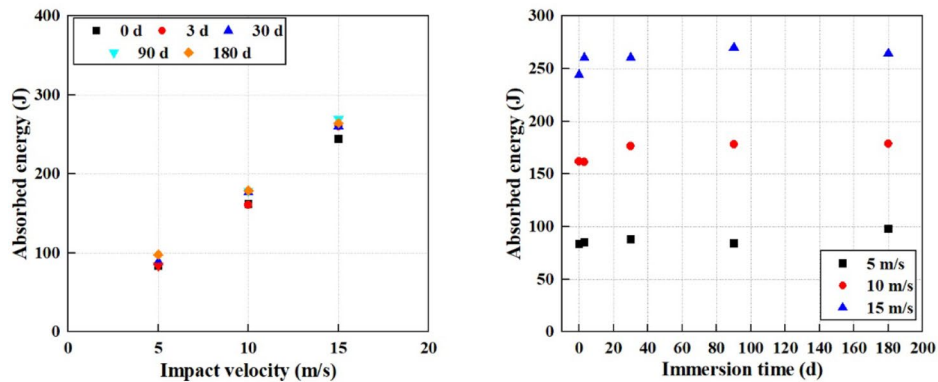 400
300
200
100
0
0 d 3 d 30 d
90 d 180 d
Absorbed energy (J)
0 5 10 15 20
Impact velocity (m/s)
300
250
200
150
100
50
0
5 m/s
10 m/s
15 m/s
Absorbed energy (J)
0 20 40 60 80 100 120 140 160 180 200
Immersion time (d)